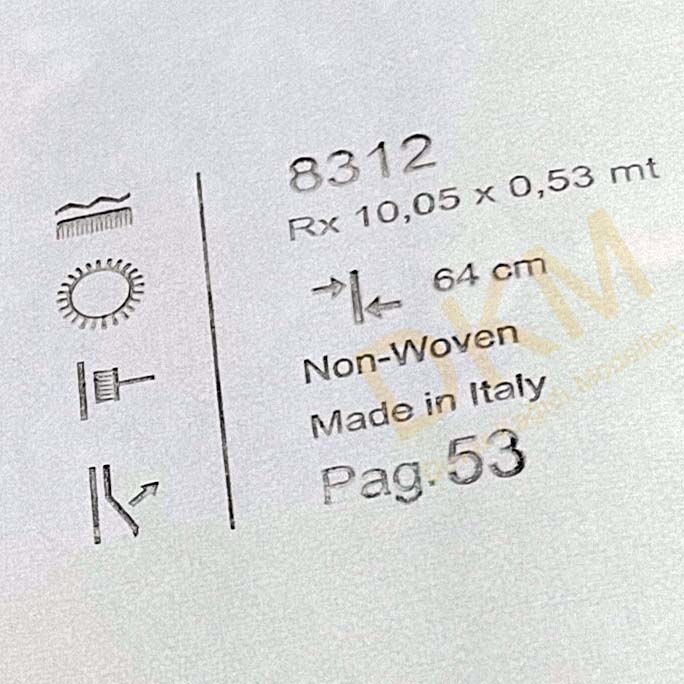 8312
Rx 10,05 x 0,53 mt
64 cm
Non-Woven
Made in Italy
Pag. 53
DKM